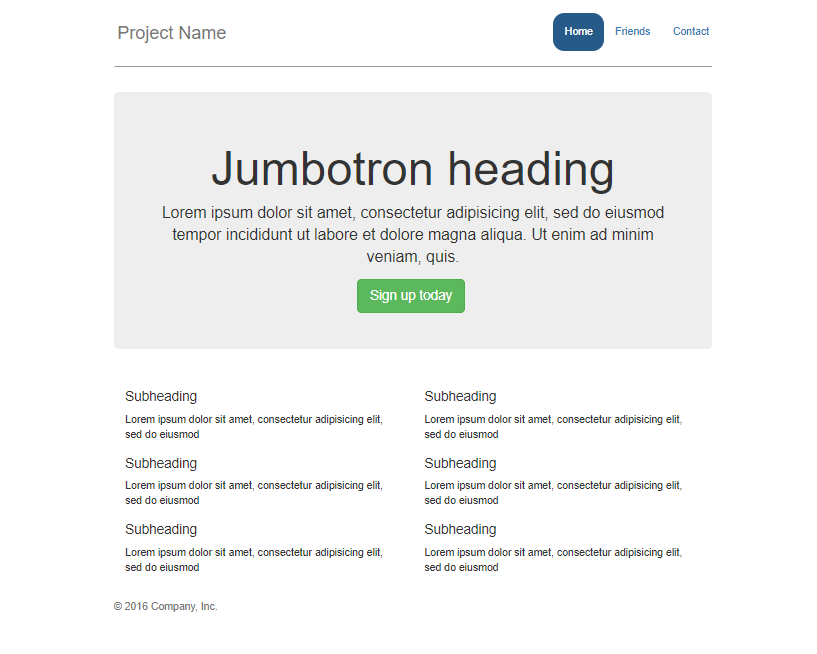 Project Name
Home Friends Contact
Jumbotron heading
Lorem ipsum dolor sit amet, consectetur adipisicing elit, sed do eiusmod
tempor incididunt ut labore et dolore magna aliqua. Ut enim ad minim
veniam, quis.
Sign up today
Subheading
Lorem ipsum dolor sit amet, consectetur adipisicing elit,
sed do eiusmod
Subheading
Lorem ipsum dolor sit amet, consectetur adipisicing elit,
sed do eiusmod
Subheading
Lorem ipsum dolor sit amet, consectetur adipisicing elit,
sed do eiusmod
Subheading
Lorem ipsum dolor sit amet, consectetur adipisicing elit,
sed do eiusmod
Subheading
Lorem ipsum dolor sit amet, consectetur adipisicing elit,
sed do eiusmod
Subheading
Lorem ipsum dolor sit amet, consectetur adipisicing elit,
sed do eiusmod
© 2016 Company, Inc.